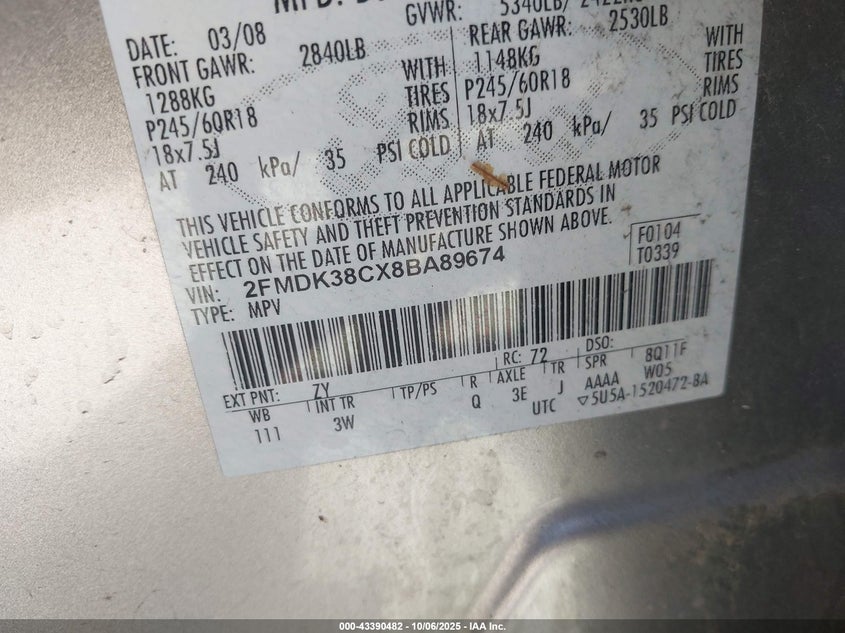 MFD.
GVWR: 5340LB/
DATE: 03/08
FRONT GAWR: 2840LB
1288KG WITH
P245/60R18 TIRES
18x7.5J RIMS
AT 240 kPa/ 35 PSI COLD
REAR GAWR: 2530LB
1148KG WITH
P245/60R18 TIRES
18x7.5J RIMS
AT 240 kPa/ 35 PSI COLD
THIS VEHICLE CONFORMS TO ALL APPLICABLE FEDERAL MOTOR
VEHICLE SAFETY AND THEFT PREVENTION STANDARDS IN
EFFECT ON THE DATE OF MANUFACTURE SHOWN ABOVE.
F0104
T0339
VIN: 2FMDK38CX8BA89674
TYPE: MPV
EXT PNT: ZY RC: 72 DSO: 8Q11F
WB INT TR TP/PS R AXLE TR SPR W05
111 3W Q 3E J AAAA
UTC ▽5U5A-1520472-BA
000-43390482 - 10/06/2025 - IAA Inc.